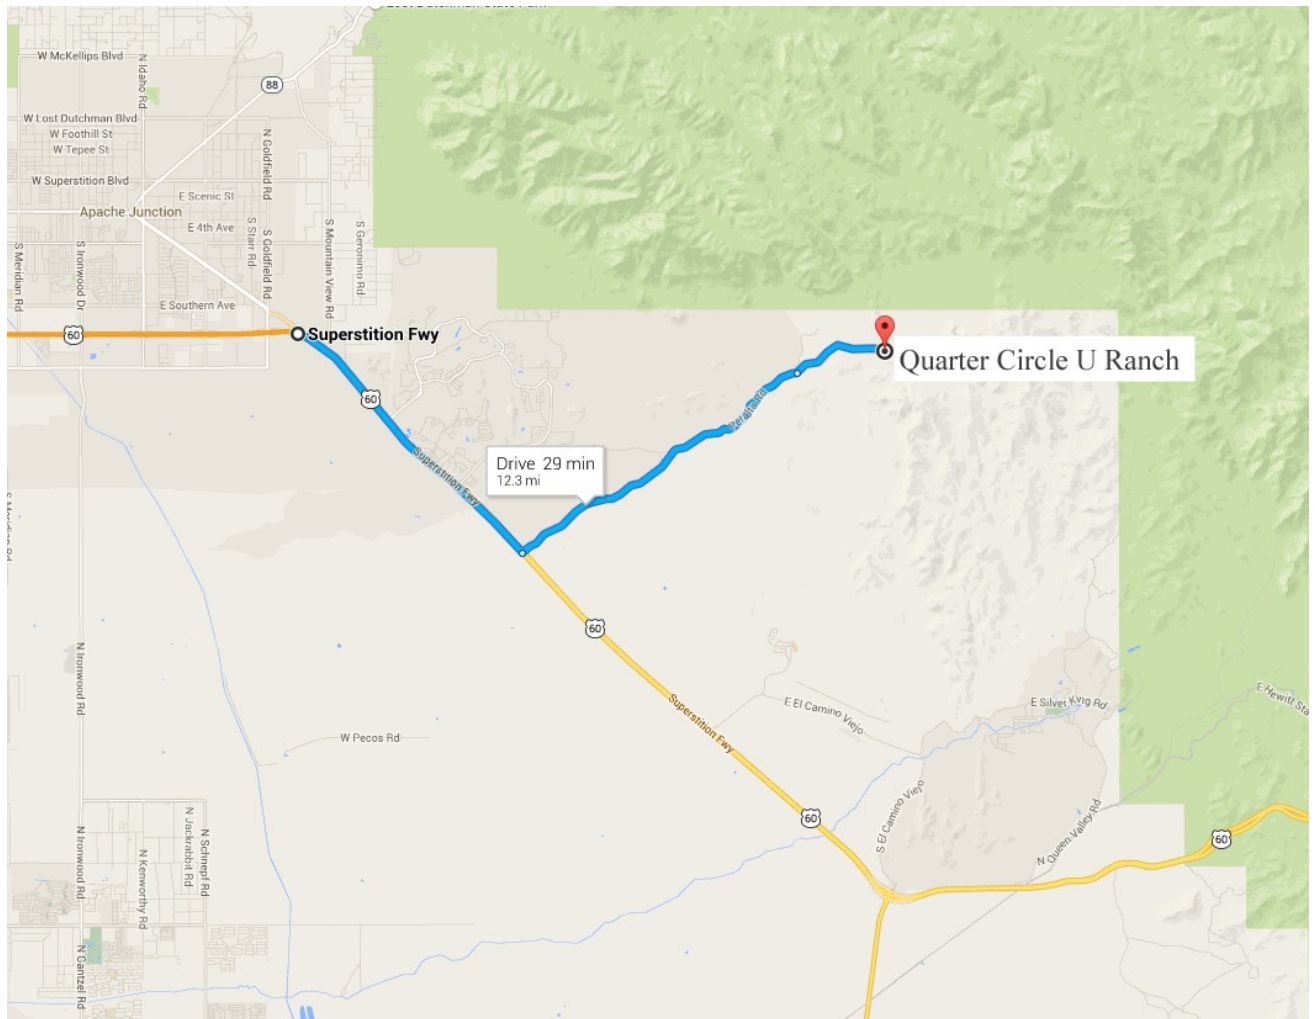 W McKellips Blvd
N Idaho Rd
88
W Lost Dutchman Blvd
W Foothill St
W Tepee St
N Goldfield Rd
W Superstition Blvd
E Scenic St
Apache Junction
E 4th Ave
S Starr Rd
S Goldfield Rd
S Mountain View Rd
S Geronimo Rd
S Meridian Rd
S Ironwood Dr
E Southern Ave
60
Superstition Fwy
Quarter Circle U Ranch
60
Peralta Rd
Superstition Fwy
Drive 29 min
12.3 mi
S Meridian Rd
60
N Ironwood Rd
E Hewitt Sta
E Silver King Rd
E El Camino Viejo
Superstition Fwy
W Pecos Rd
S El Camino Viejo
60
60
N Queen Valley Rd
N Ironwood Rd
N Kenworthy Rd
N Jackrabbit Rd
N Schnepf Rd
N Gantzel Rd